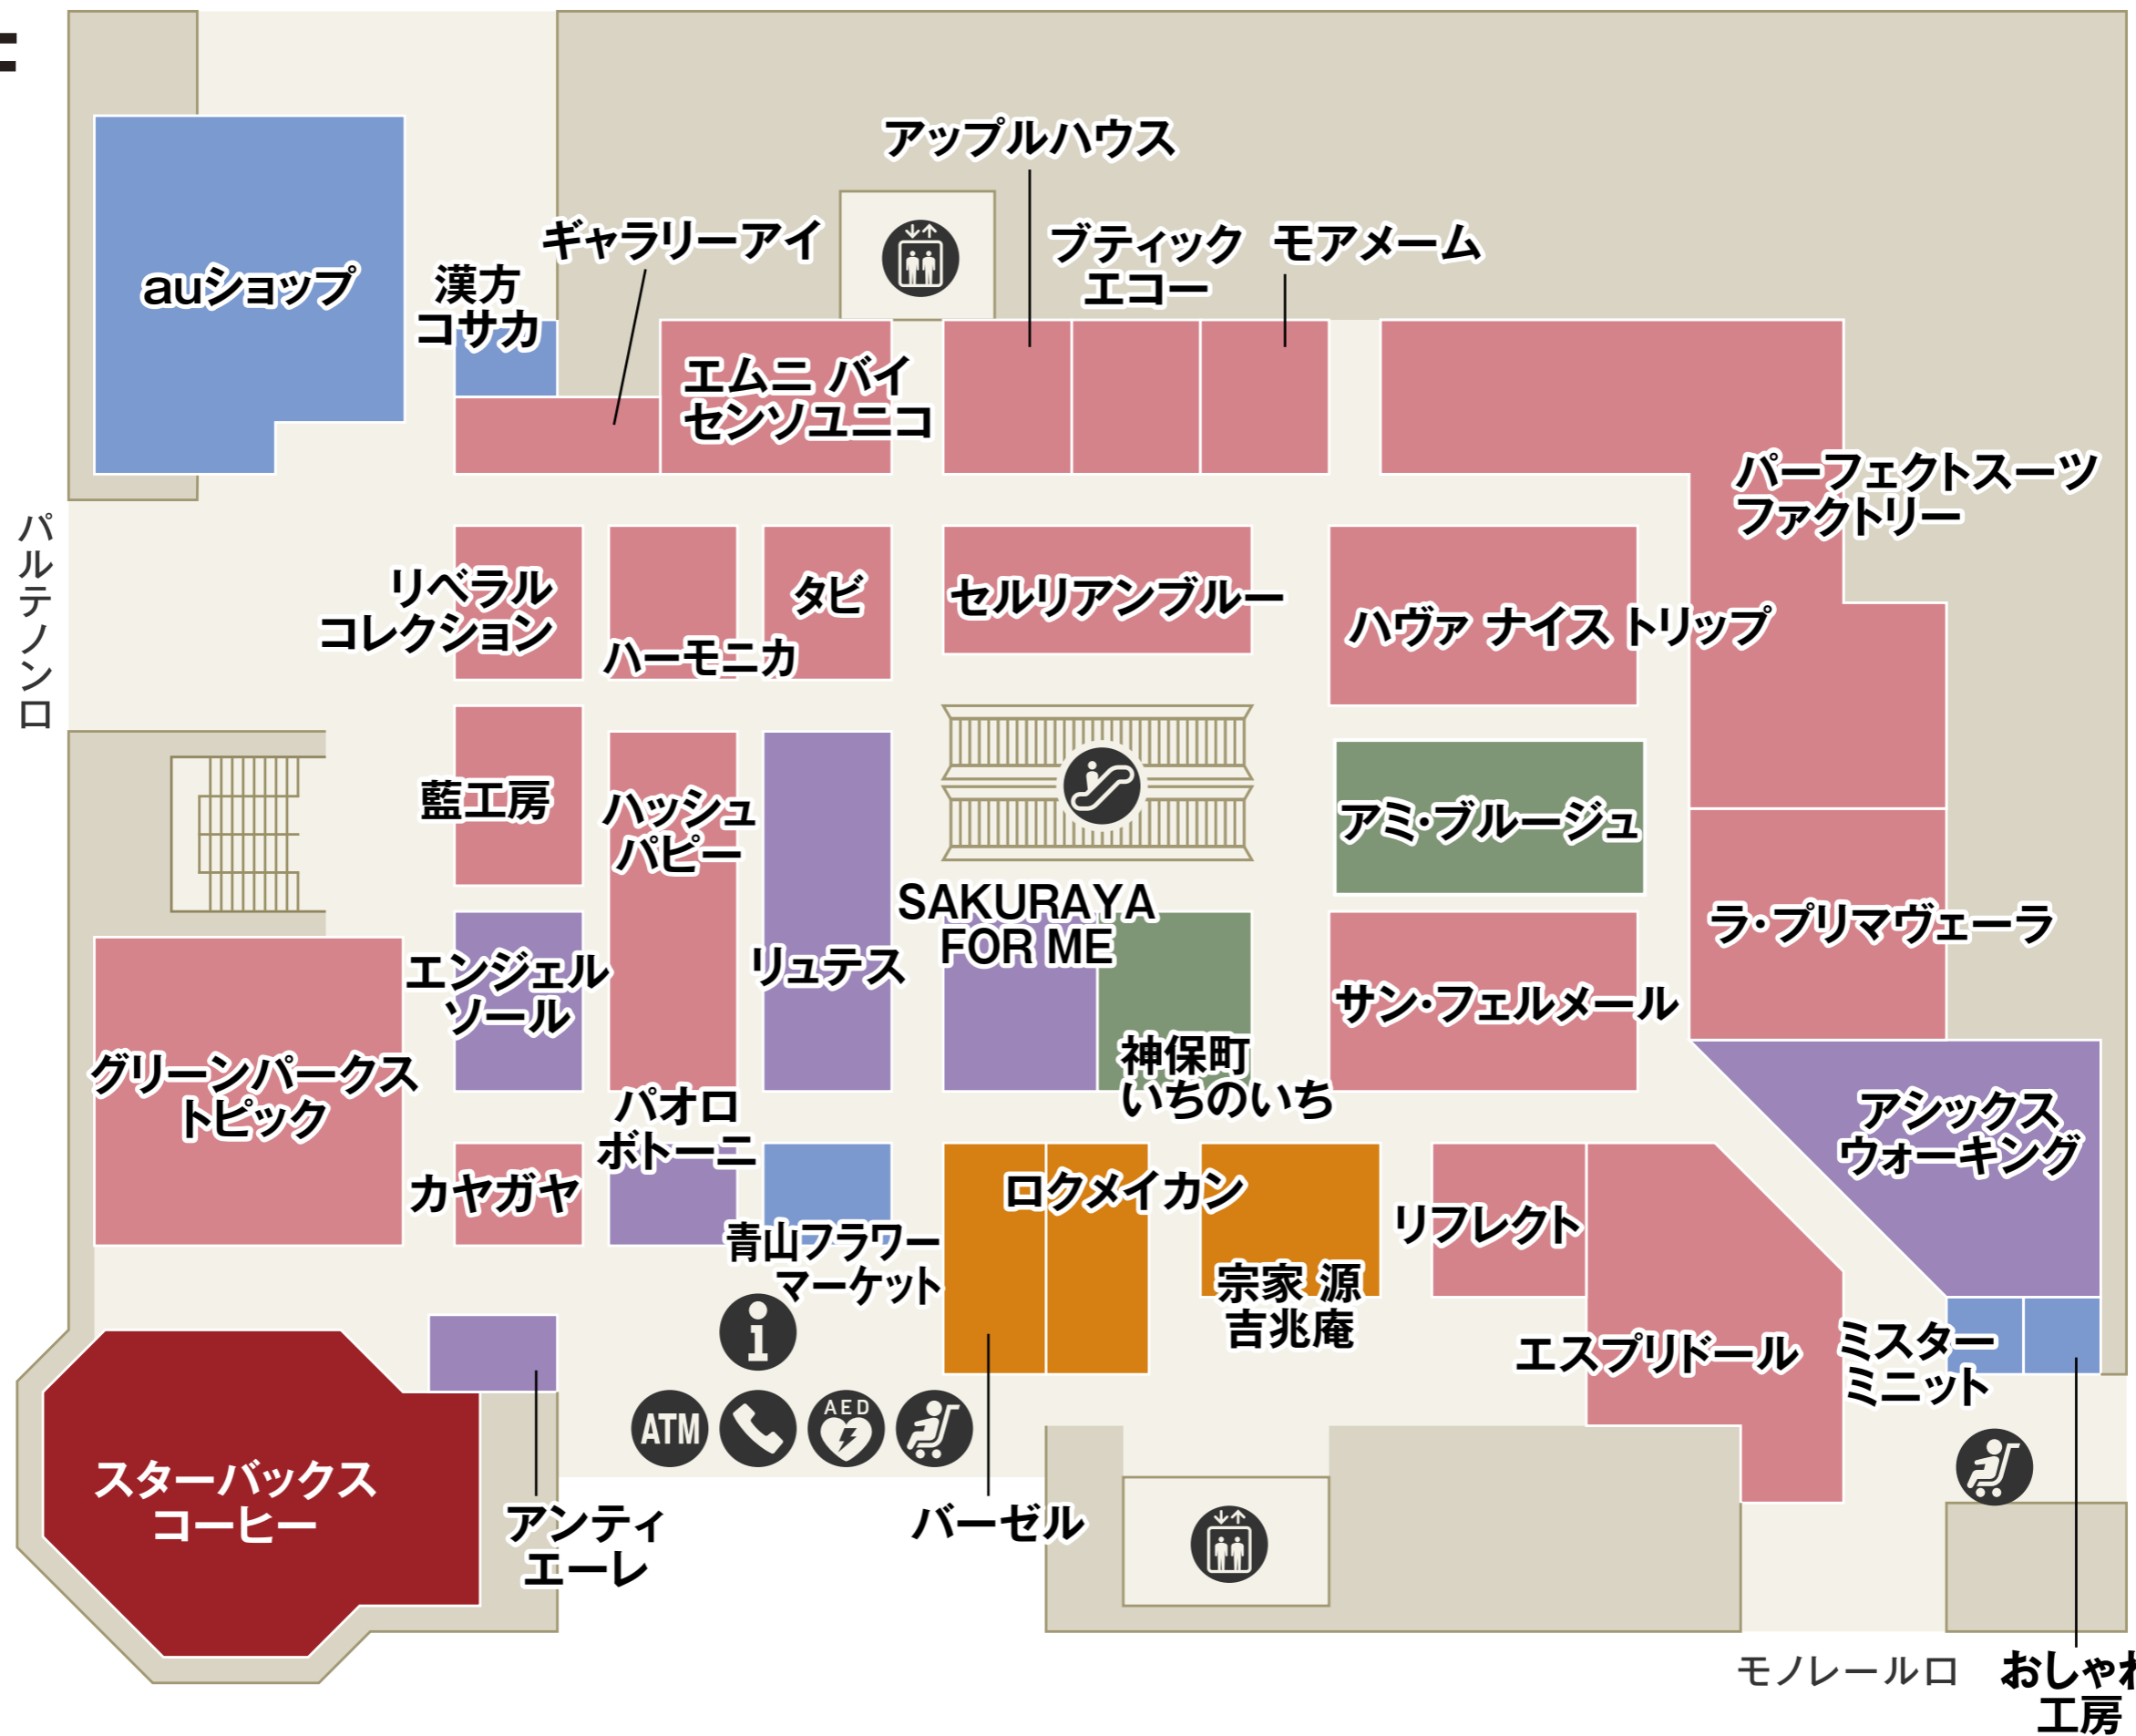 アップルハウス
ギャラリーアイ
ブティック
エコー
モアメーム
auショップ
漢方
コサカ
エムニ バイ
センソユニコ
パーフェクトスーツ
ファクトリー
パルテノン口
リベラル
コレクション
ハーモニカ
タビ
セルリアンブルー
ハヴァ ナイス トリップ
藍工房
ハッシュ
パピー
アミ・ブルージュ
SAKURAYA
FOR ME
リュテス
エンジェル
ソール
ラ・プリマヴェーラ
サン・フェルメール
神保町
いちのいち
グリーンパークス
トピック
パオロ
ボトーニ
アシックス
ウォーキング
カヤガヤ
ロクメイカン
リフレクト
青山フラワー
マーケット
宗家 源
吉兆庵
エスプリドール
ミスター
ミニット
ATM
AED
スターバックス
コーヒー
アンティ
エーレ
バーゼル
モノレール口
おしゃれ
工房